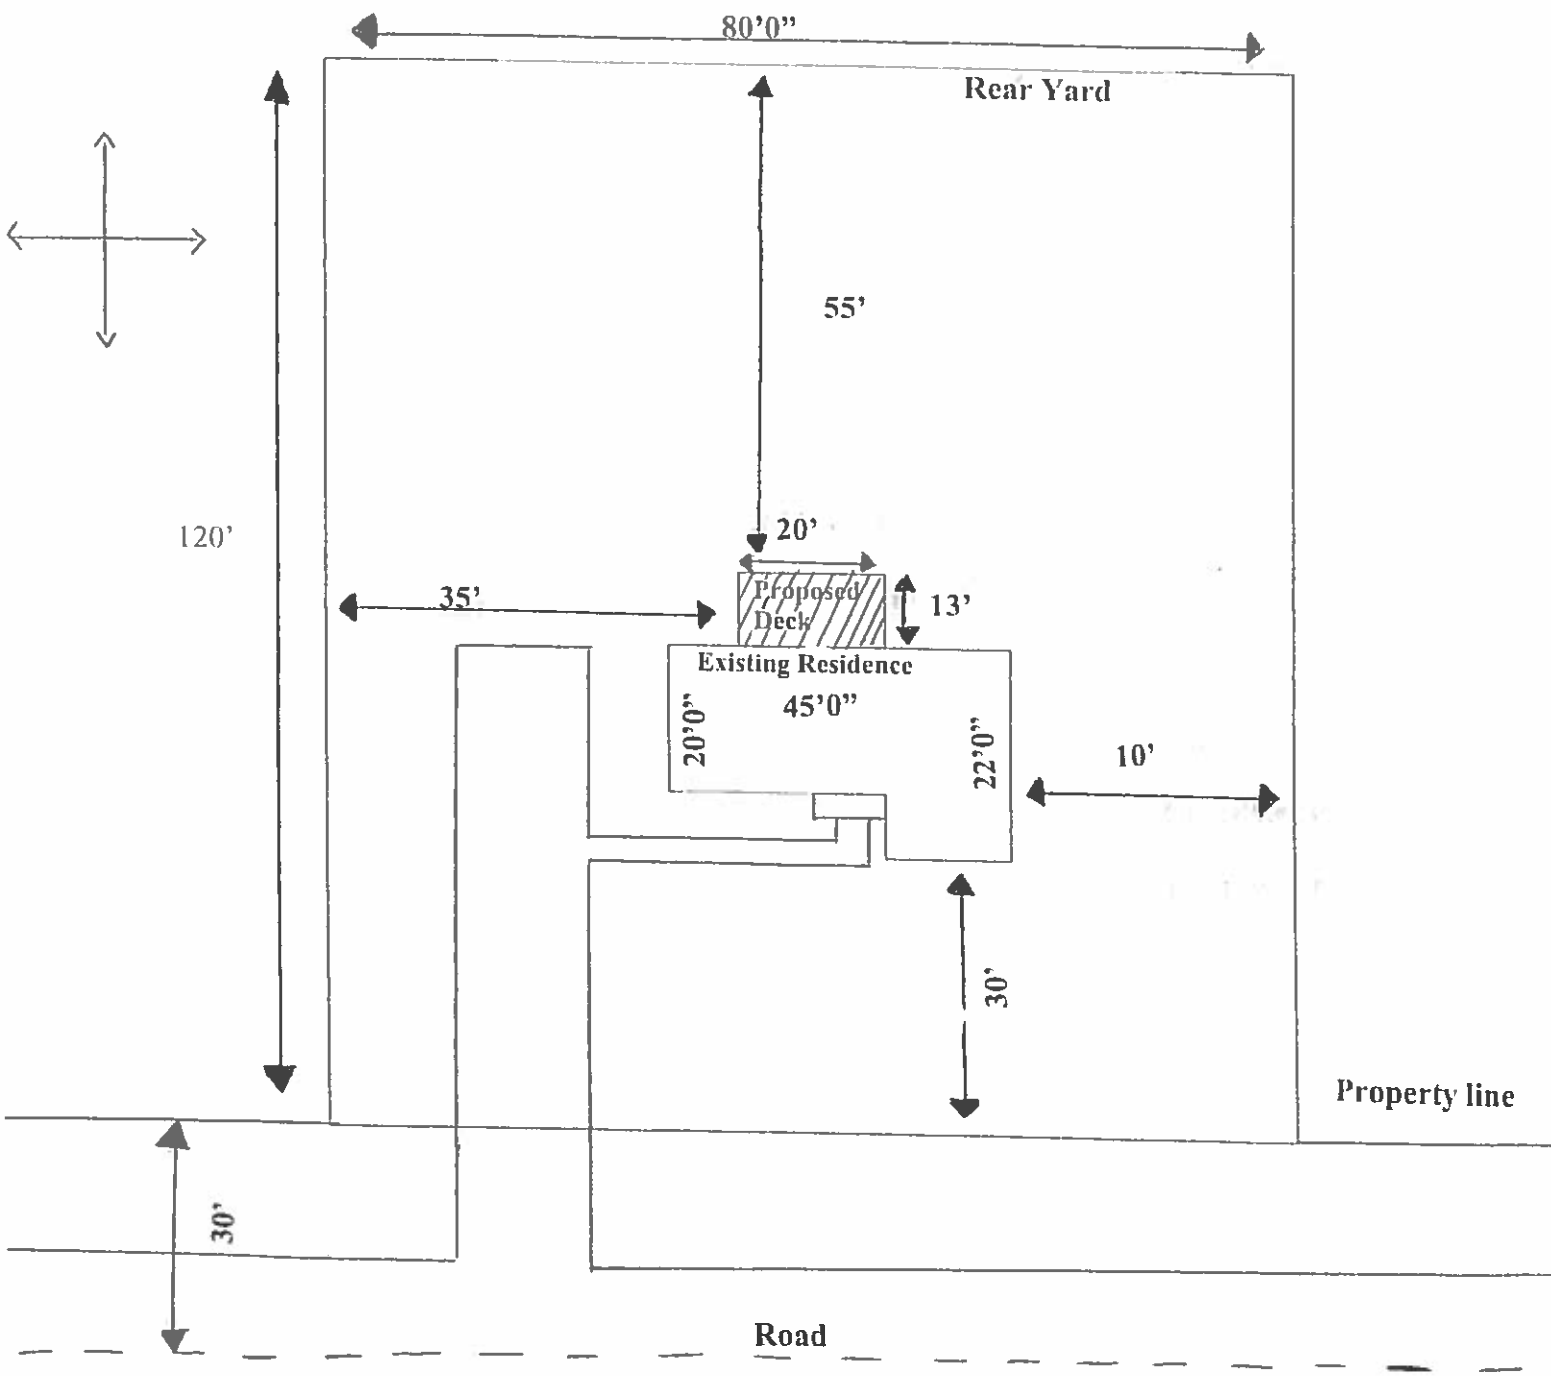 80’0”
Rear Yard
55’
120’
20’
35’
Proposed
Deck
13’
Existing Residence
45’0”
20’0”
22’0”
10’
30’
Property line
30’
Road